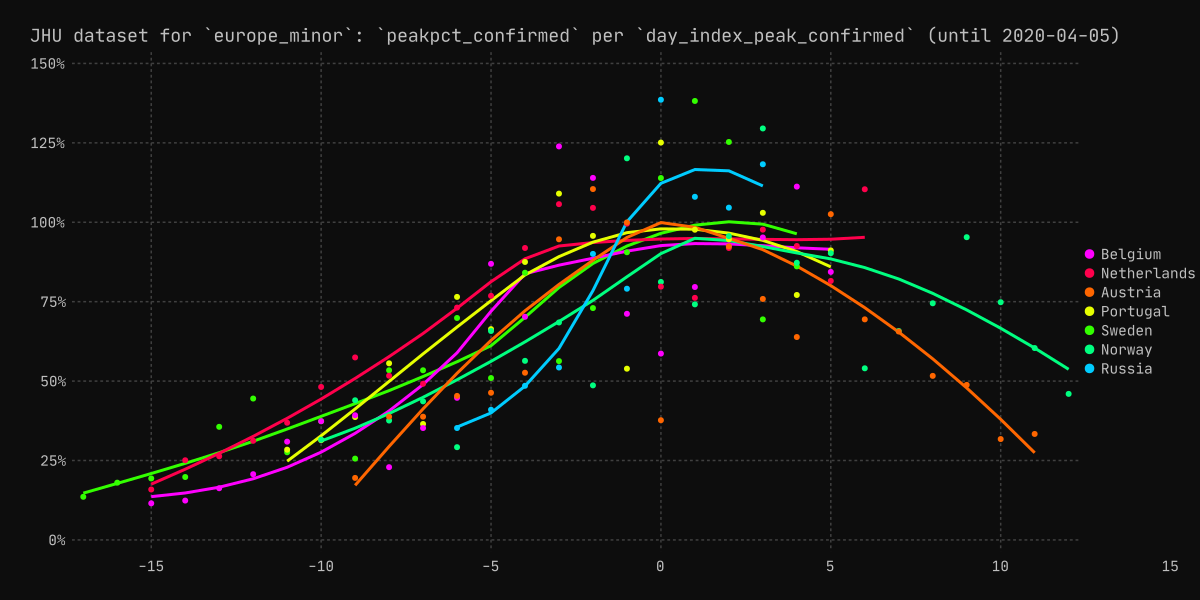 JHU dataset for `europe_minor`: `peakpct_confirmed` per `day_index_peak_confirmed` (until 2020-04-05)
150%
125%
100%
75%
50%
25%
0%
Belgium
Netherlands
Austria
Portugal
Sweden
Norway
Russia
-15 -10 -5 0 5 10 15